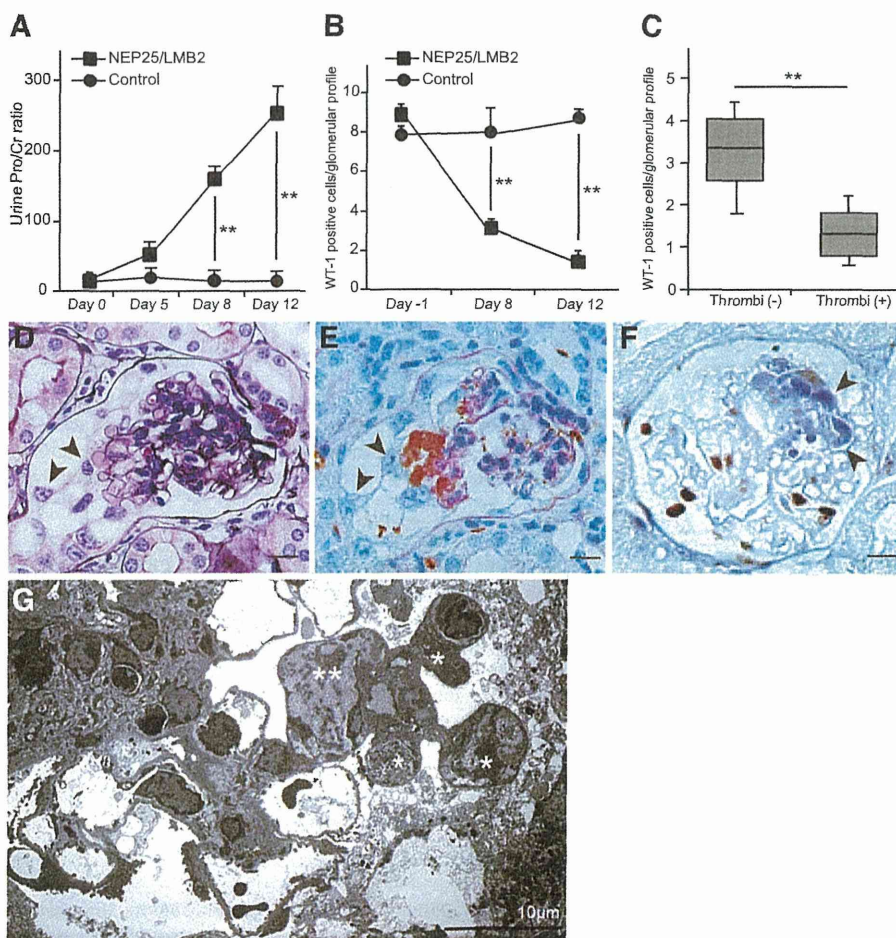 A
NEP25/LMB2
Control
Urine Pro/Cr ratio
300
200
100
0
**
**
Day 0 Day 5 Day 8 Day 12
B
NEP25/LMB2
Control
WT-1 positive cells/glomerular profile
10
8
6
4
2
0
**
**
Day -1 Day 8 Day 12
C
WT-1 positive cells/glomerular profile
5
4
3
2
1
0
**
Thrombi (-) Thrombi (+)
D
E
F
G
**
*
*
*
10μm